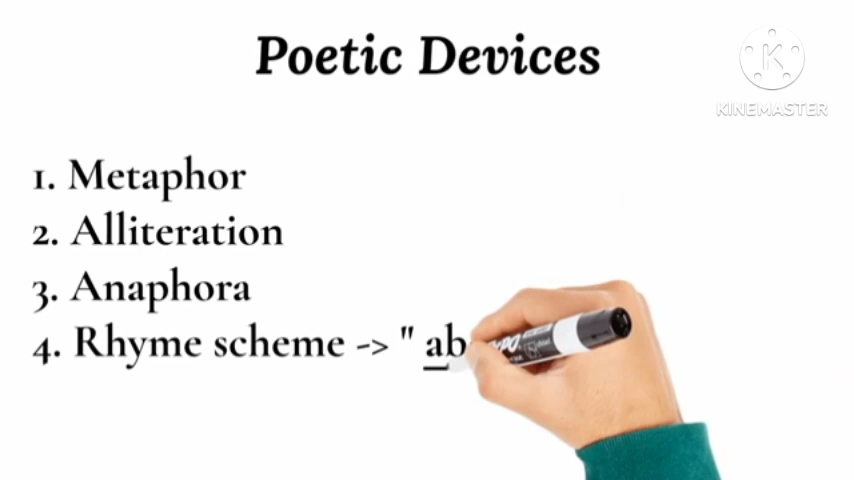 Poetic Devices
KINEMASTER
1. Metaphor
2. Alliteration
3. Anaphora
4. Rhyme scheme -> " ab